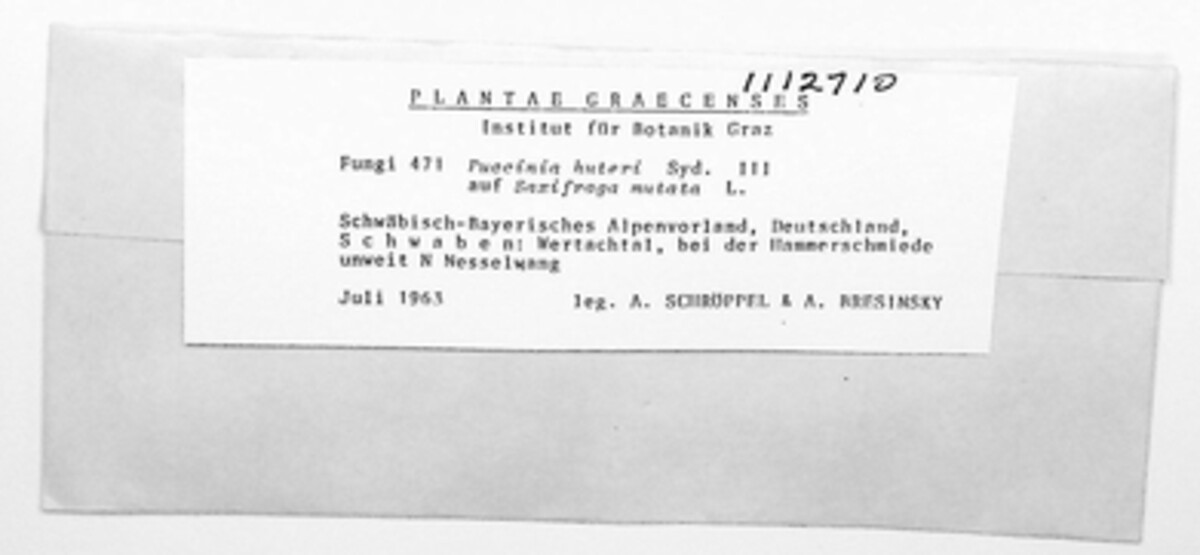 1112710
PLANTAE GRAECENSES
Institut für Botanik Graz
Fungi 471 Puccinia huteri Syd. III
auf Saxifraga mutata L.
Schwäbisch-Bayerisches Alpenvorland, Deutschland,
Schwaben: Wertachtal, bei der Hammerschmiede
unweit N Nesselwang
Juli 1963 leg. A. SCHRÖPPEL & A. BRESINSKY